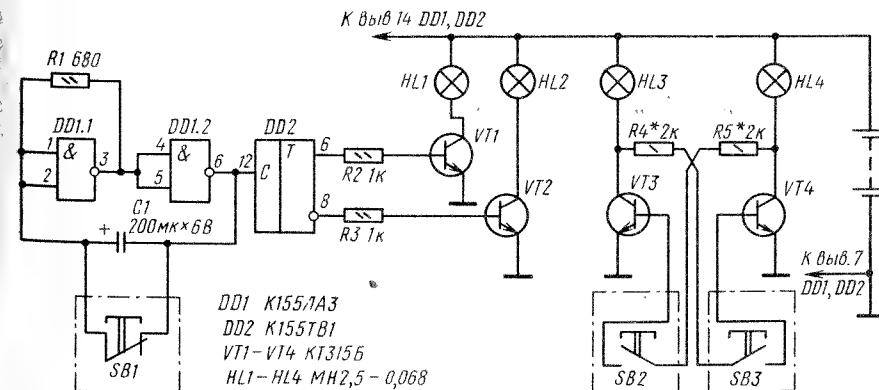 К выв 14 DD1, DD2
R1 680
HL1
HL2
HL3
HL4
DD1.1
DD1.2
DD2
1
2
&
3
4
5
&
6
12
C
T
6
8
R2 1к
R3 1к
VT1
VT2
R4* 2к
R5* 2к
VT3
VT4
C1
+ 200мк×6В
К выв. 7
DD1, DD2
SB1
SB2
SB3
DD1 К155ЛА3
DD2 К155ТВ1
VT1-VT4 КТ315Б
HL1-HL4 МН2,5-0,068